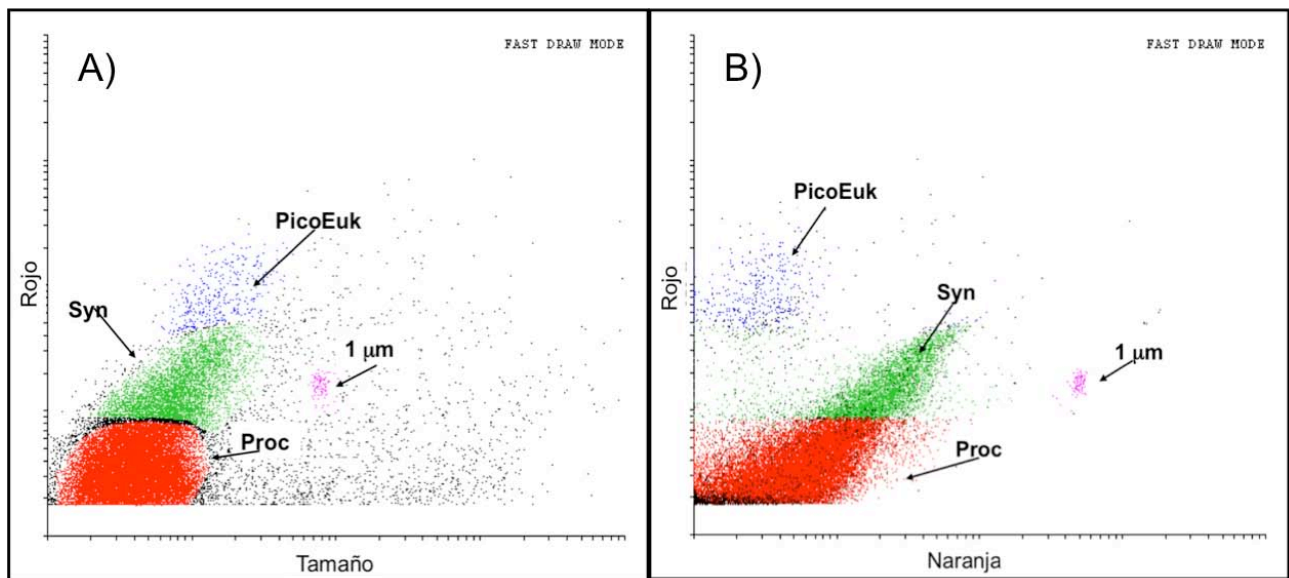 A)
FAST DRAW MODE
PicoEuk
Syn
1 µm
Proc
Rojo
Tamaño
B)
FAST DRAW MODE
PicoEuk
Syn
1 µm
Proc
Rojo
Naranja